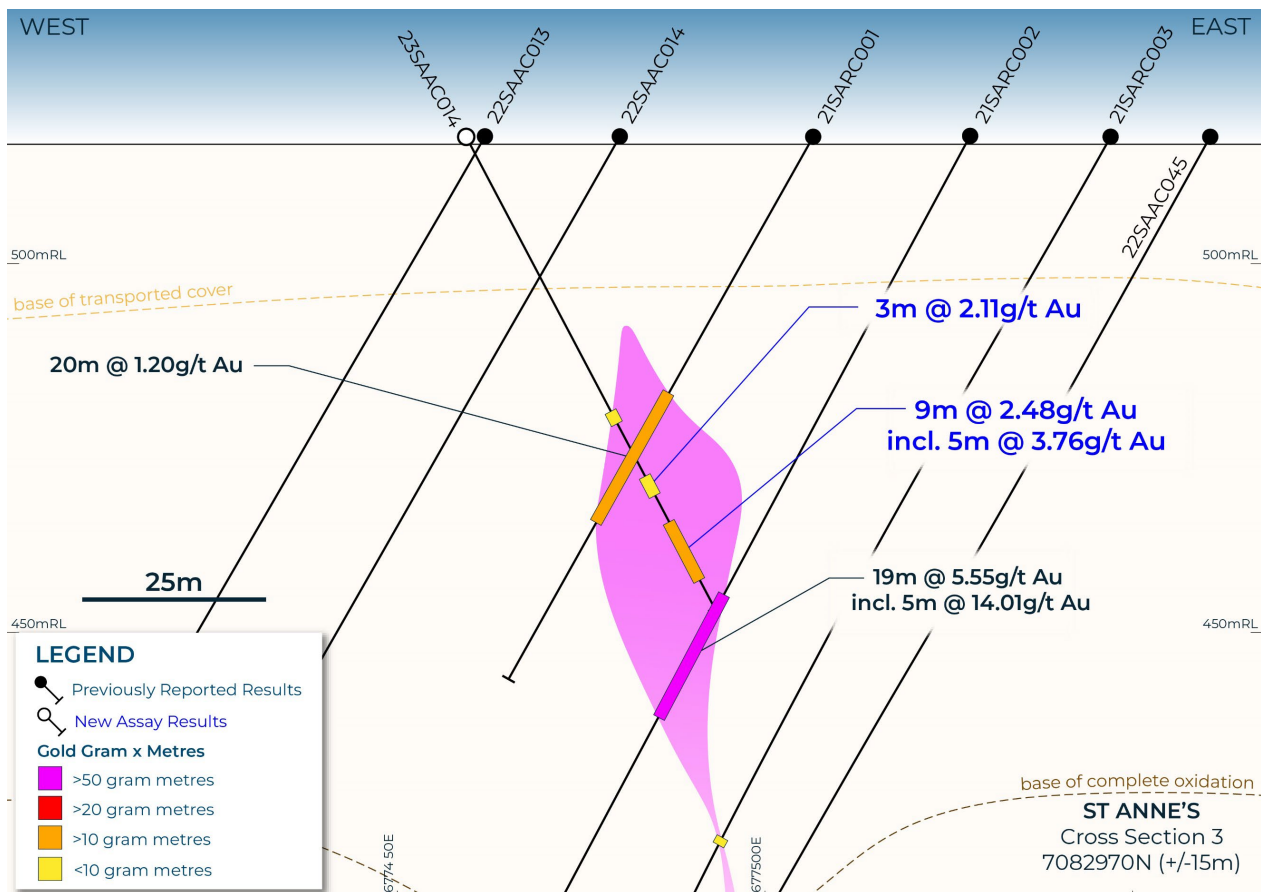 WEST
EAST
23SAAC014
22SAAC013
22SAAC014
21SARC001
21SARC002
21SARC003
22SAAC045
500mRL
500mRL
base of transported cover
3m @ 2.11g/t Au
20m @ 1.20g/t Au
9m @ 2.48g/t Au
incl. 5m @ 3.76g/t Au
19m @ 5.55g/t Au
incl. 5m @ 14.01g/t Au
25m
450mRL
450mRL
LEGEND
Previously Reported Results
New Assay Results
Gold Gram x Metres
>50 gram metres
>20 gram metres
>10 gram metres
<10 gram metres
677450E
677500E
base of complete oxidation
ST ANNE'S
Cross Section 3
7082970N (+/-15m)